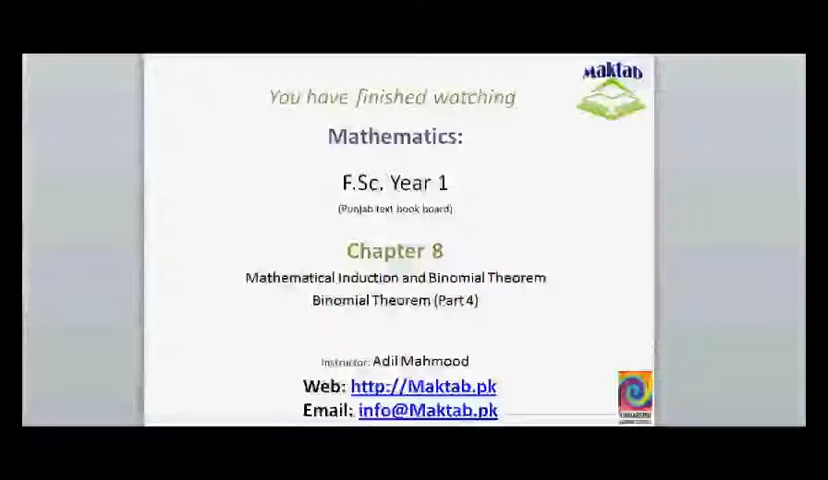 Maktab
You have finished watching
Mathematics:
F.Sc. Year 1
(Punjab text book board)
Chapter 8
Mathematical Induction and Binomial Theorem
Binomial Theorem (Part 4)
Instructor: Adil Mahmood
Web: http://Maktab.pk
Email: info@Maktab.pk